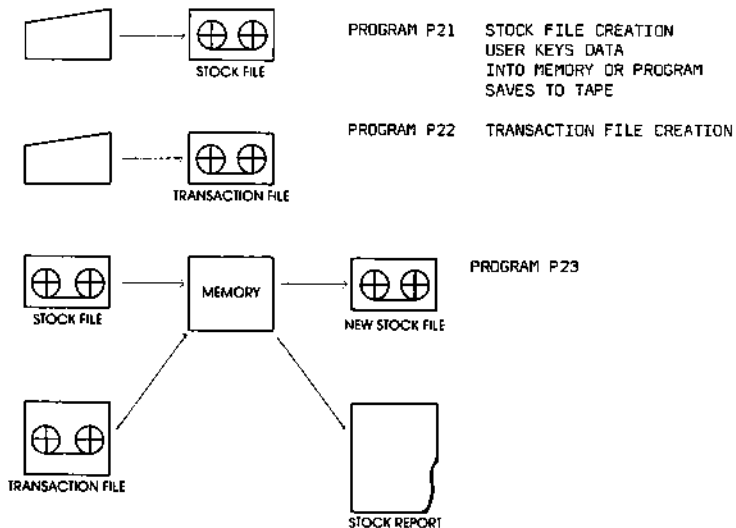 PROGRAM P21 STOCK FILE CREATION
USER KEYS DATA
INTO MEMORY OR PROGRAM
SAVES TO TAPE
STOCK FILE
PROGRAM P22 TRANSACTION FILE CREATION
TRANSACTION FILE
PROGRAM P23
MEMORY
STOCK FILE
NEW STOCK FILE
TRANSACTION FILE
STOCK REPORT